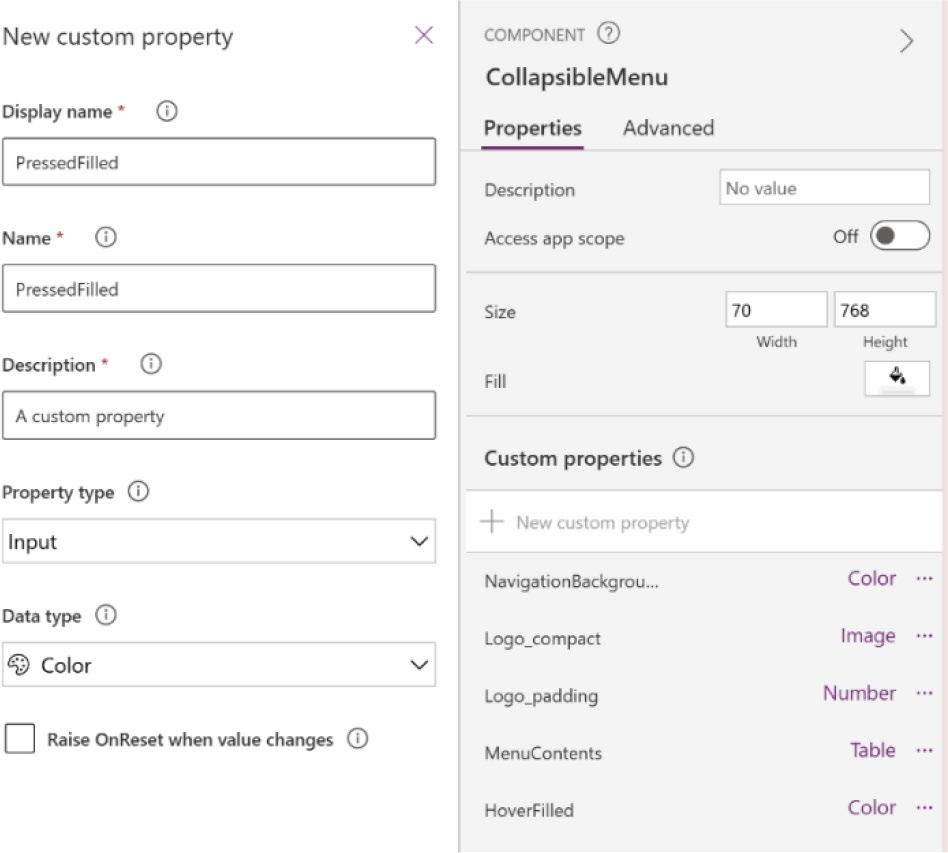 New custom property
Display name *
PressedFilled
Name *
PressedFilled
Description *
A custom property
Property type
Input
Data type
Color
Raise OnReset when value changes
COMPONENT ?
CollapsibleMenu
Properties Advanced
Description No value
Access app scope Off
Size 70 768
Width Height
Fill
Custom properties
New custom property
NavigationBackgrou... Color ...
Logo_compact Image ...
Logo_padding Number ...
MenuContents Table ...
HoverFilled Color ...